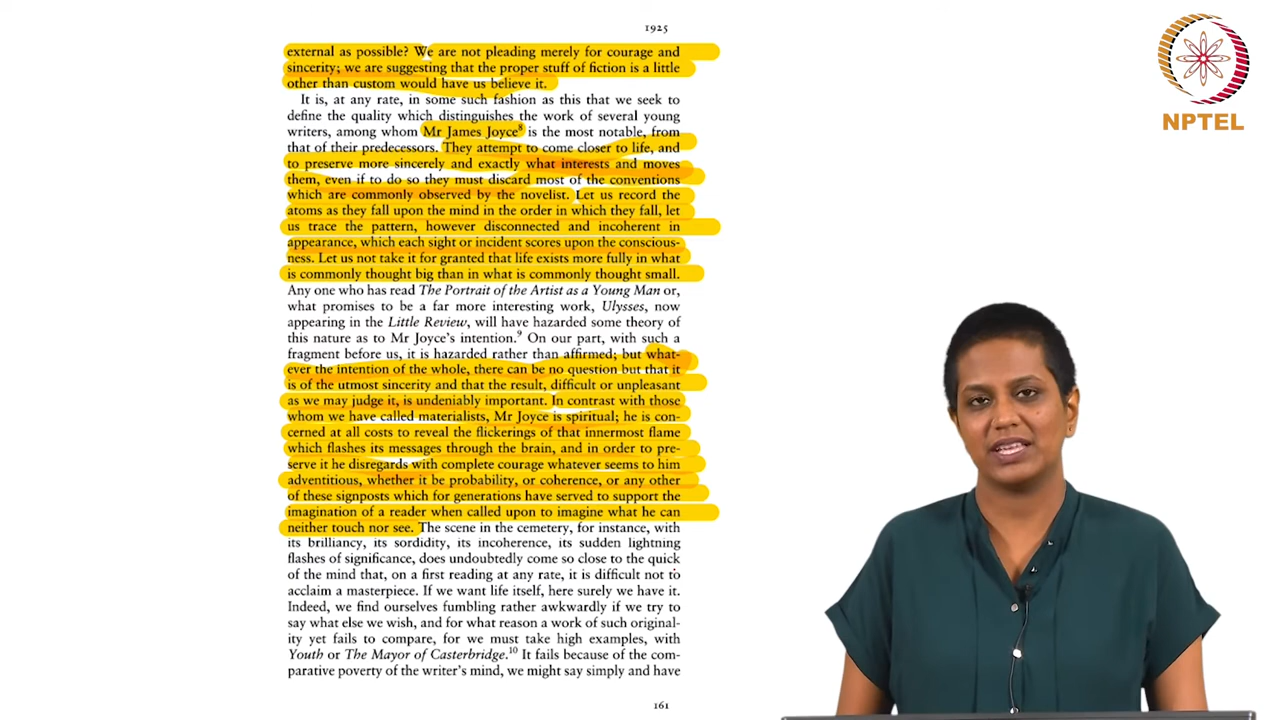 1925
external as possible? We are not pleading merely for courage and
sincerity; we are suggesting that the proper stuff of fiction is a little
other than custom would have us believe it.
It is, at any rate, in some such fashion as this that we seek to
define the quality which distinguishes the work of several young
writers, among whom Mr James Joyce⁸ is the most notable, from
that of their predecessors. They attempt to come closer to life, and
to preserve more sincerely and exactly what interests and moves
them, even if to do so they must discard most of the conventions
which are commonly observed by the novelist. Let us record the
atoms as they fall upon the mind in the order in which they fall, let
us trace the pattern, however disconnected and incoherent in
appearance, which each sight or incident scores upon the conscious-
ness. Let us not take it for granted that life exists more fully in what
is commonly thought big than in what is commonly thought small.
Any one who has read The Portrait of the Artist as a Young Man or,
what promises to be a far more interesting work, Ulysses, now
appearing in the Little Review, will have hazarded some theory of
this nature as to Mr Joyce's intention.⁹ On our part, with such a
fragment before us, it is hazarded rather than affirmed; but what-
ever the intention of the whole, there can be no question but that it
is of the utmost sincerity and that the result, difficult or unpleasant
as we may judge it, is undeniably important. In contrast with those
whom we have called materialists, Mr Joyce is spiritual; he is con-
cerned at all costs to reveal the flickerings of that innermost flame
which flashes its messages through the brain, and in order to pre-
serve it he disregards with complete courage whatever seems to him
adventitious, whether it be probability, or coherence, or any other
of these signposts which for generations have served to support the
imagination of a reader when called upon to imagine what he can
neither touch nor see. The scene in the cemetery, for instance, with
its brilliancy, its sordidity, its incoherence, its sudden lightning
flashes of significance, does undoubtedly come so close to the quick
of the mind that, on a first reading at any rate, it is difficult not to
acclaim a masterpiece. If we want life itself, here surely we have it.
Indeed, we find ourselves fumbling rather awkwardly if we try to
say what else we wish, and for what reason a work of such original-
ity yet fails to compare, for we must take high examples, with
Youth or The Mayor of Casterbridge.¹⁰ It fails because of the com-
parative poverty of the writer's mind, we might say simply and have
161
NPTEL